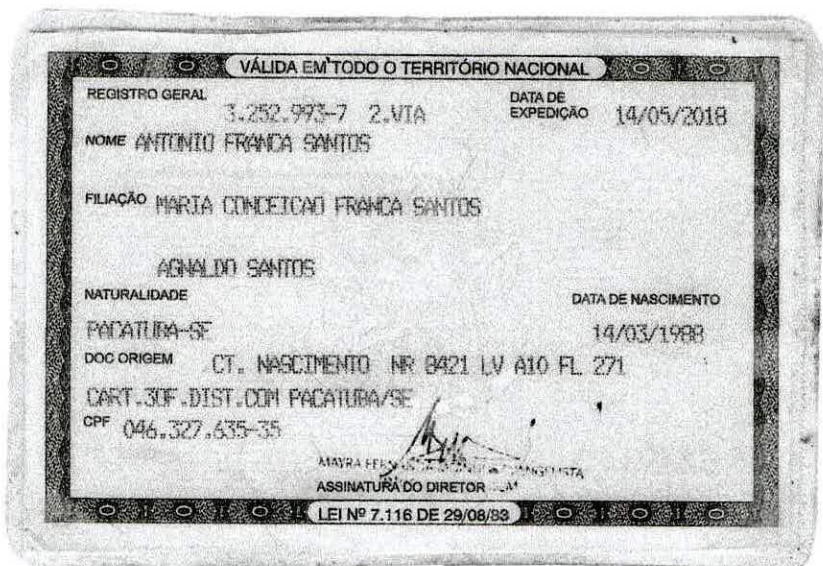 VÁLIDA EM TODO O TERRITÓRIO NACIONAL
REGISTRO GERAL 3.252.993-7 2.VIA DATA DE EXPEDIÇÃO 14/05/2018
NOME ANTONIO FRANCA SANTOS
FILIAÇÃO MARIA CONCEICAO FRANCA SANTOS
AGNALDO SANTOS
NATURALIDADE DATA DE NASCIMENTO
PACATUBA-SE 14/03/1988
DOC ORIGEM CT. NASCIMENTO NR 8421 LV A10 FL 271
CART.3OF.DIST.COM PACATUBA/SE
CPF 046.327.635-35
MAYRA
ASSINATURA DO DIRETOR
LEI Nº 7.116 DE 29/08/83